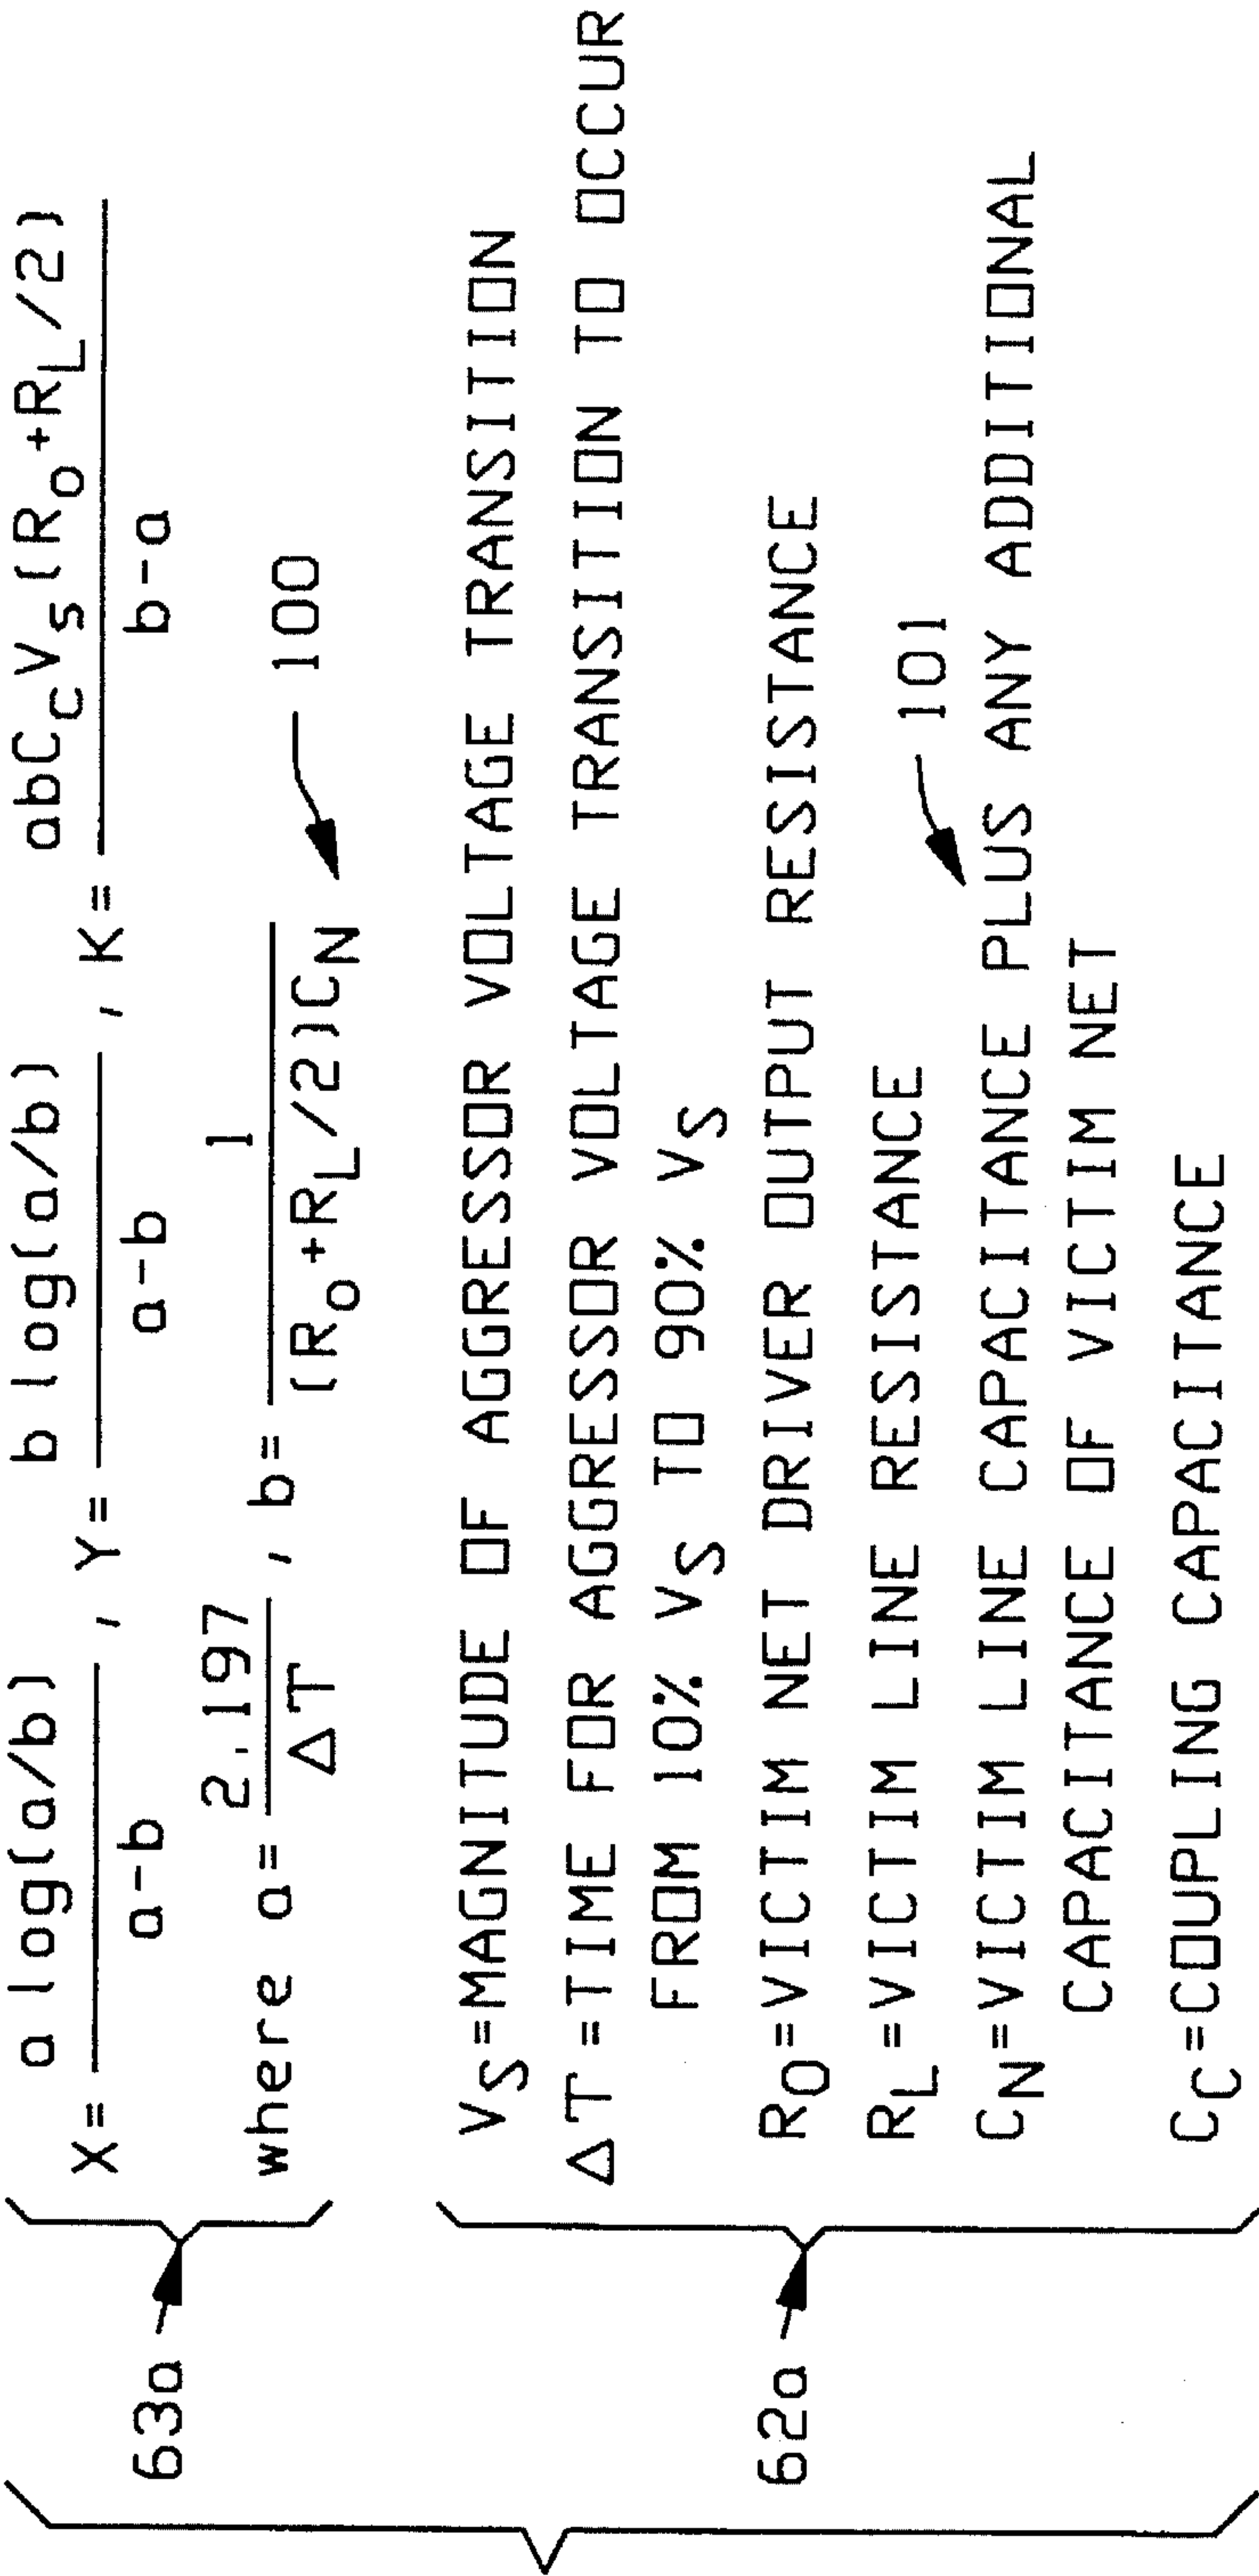 X= a log(a/b) / a-b , Y= b log(a/b) / a-b , K= abC_cV_s(R_o+R_L/2) / b-a
63a
where a= 2.197 / ΔT , b= 1 / (R_o+R_L/2)C_N
100
V_S=MAGNITUDE OF AGGRESSOR VOLTAGE TRANSITION
ΔT=TIME FOR AGGRESSOR VOLTAGE TRANSITION TO OCCUR
FROM 10% V_S TO 90% V_S
62a
R_O=VICTIM NET DRIVER OUTPUT RESISTANCE
R_L=VICTIM LINE RESISTANCE
101
C_N=VICTIM LINE CAPACITANCE PLUS ANY ADDITIONAL
CAPACITANCE OF VICTIM NET
C_C=COUPLING CAPACITANCE